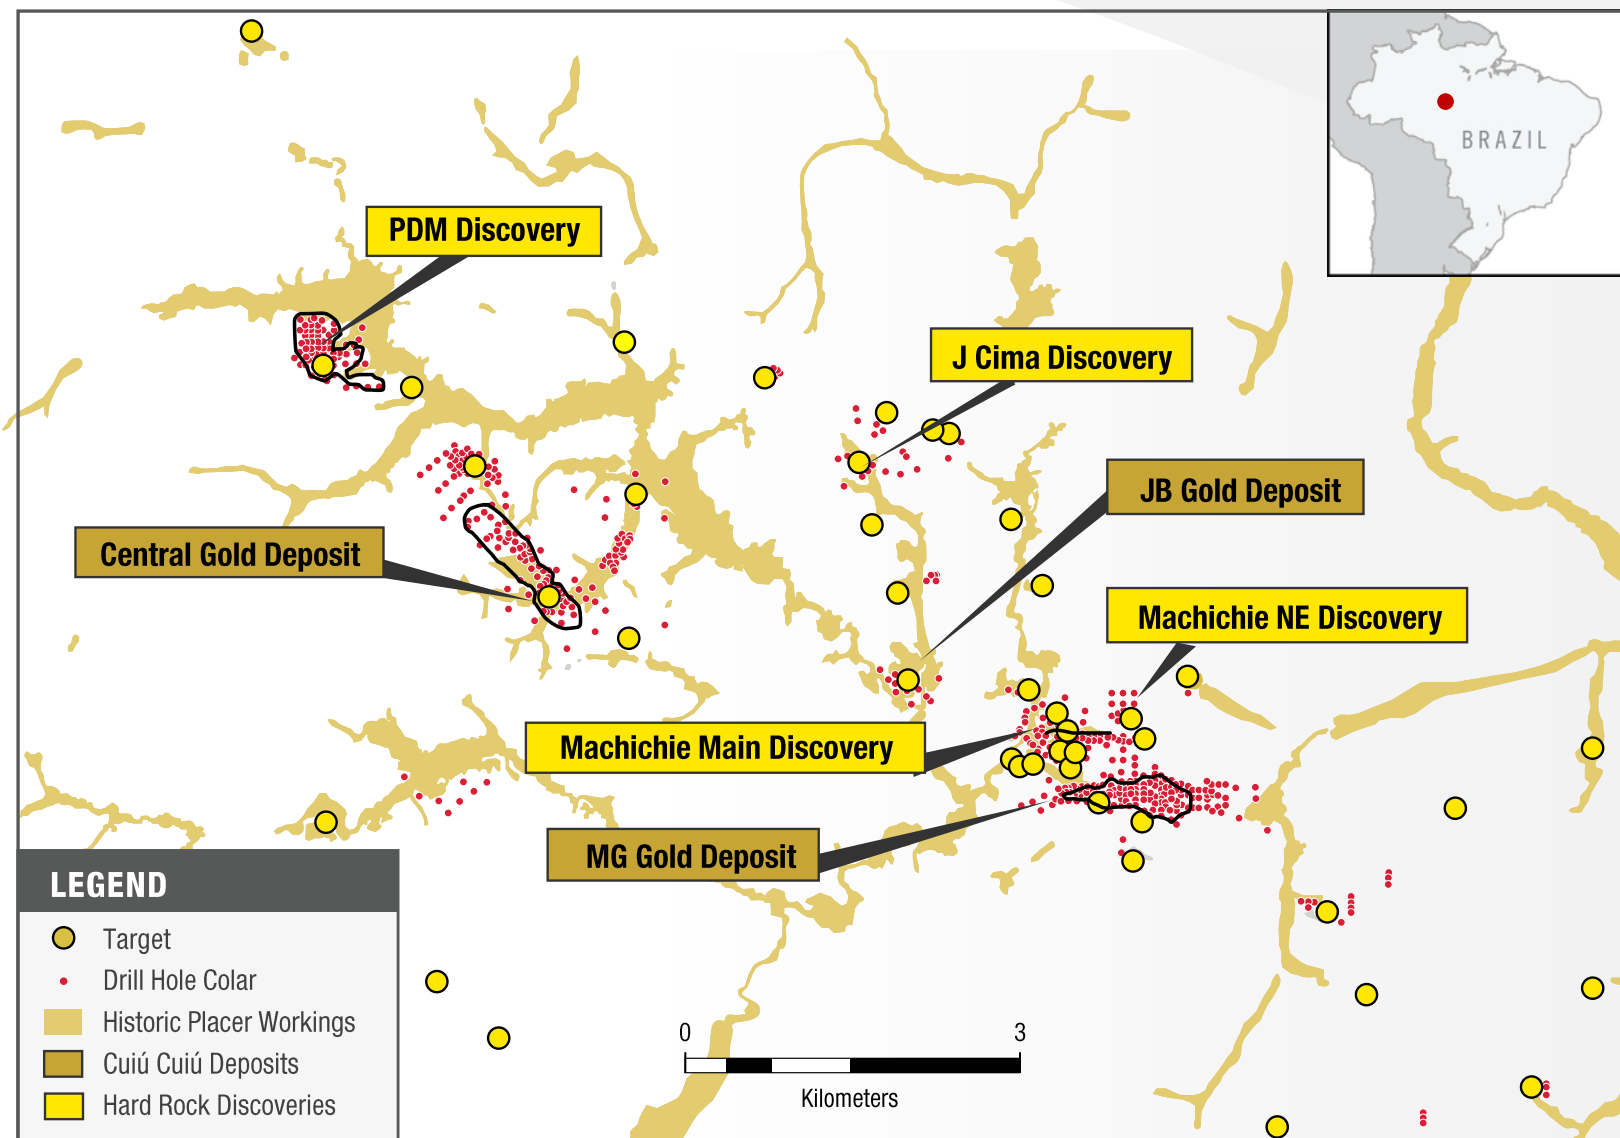 BRAZIL
PDM Discovery
J Cima Discovery
JB Gold Deposit
Central Gold Deposit
Machichie NE Discovery
Machichie Main Discovery
MG Gold Deposit
LEGEND
Target
Drill Hole Colar
Historic Placer Workings
Cuiú Cuiú Deposits
Hard Rock Discoveries
0 3
Kilometers